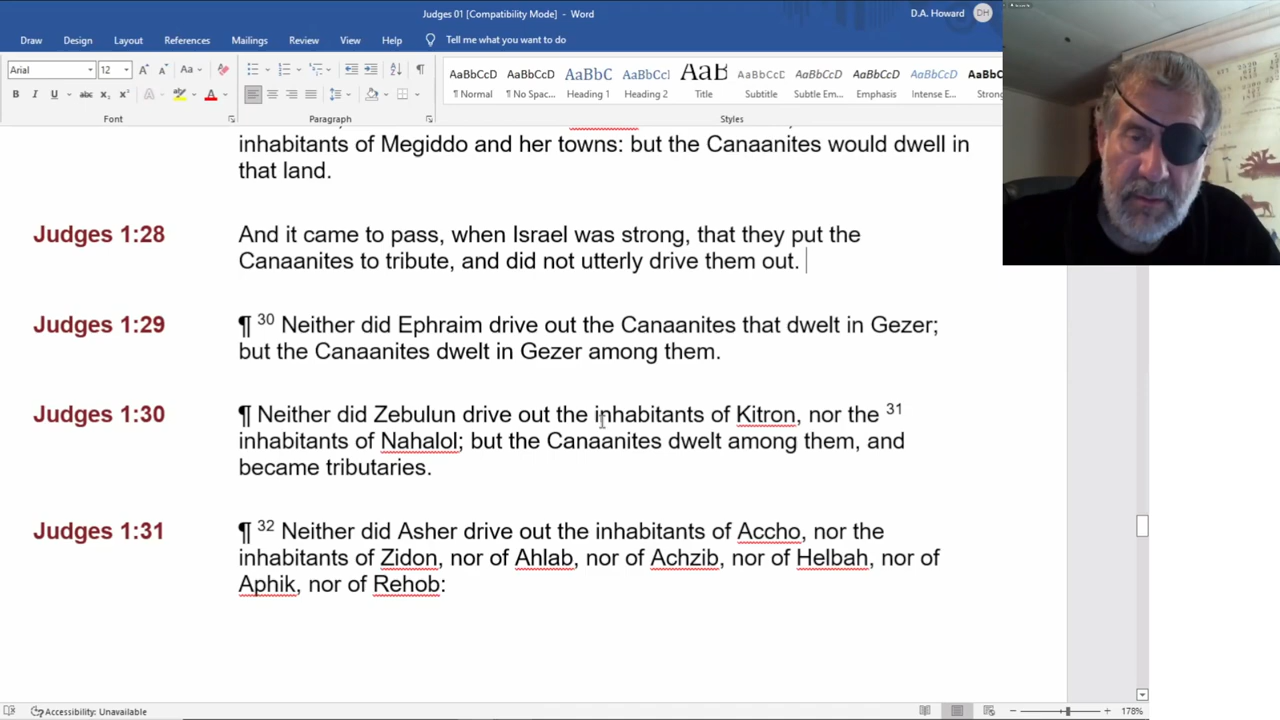 Judges 01 [Compatibility Mode] - Word
D.A. Howard
DH
Draw Design Layout References Mailings Review View Help Tell me what you want to do
Arial 12
Aa
AaBbCcD AaBbCcD AaBbC AaBbCcI AaB AaBbCcD AaBbCcD AaBbCcD AaBbCcD AaBbC
B I U abc x₂ x²
¶ Normal ¶ No Spac... Heading 1 Heading 2 Title Subtitle Subtle Em... Emphasis Intense E... Strong
Font Paragraph Styles
inhabitants of Megiddo and her towns: but the Canaanites would dwell in
that land.
Judges 1:28 And it came to pass, when Israel was strong, that they put the
Canaanites to tribute, and did not utterly drive them out.
Judges 1:29 ¶ 30 Neither did Ephraim drive out the Canaanites that dwelt in Gezer;
but the Canaanites dwelt in Gezer among them.
Judges 1:30 ¶ Neither did Zebulun drive out the inhabitants of Kitron, nor the 31
inhabitants of Nahalol; but the Canaanites dwelt among them, and
became tributaries.
Judges 1:31 ¶ 32 Neither did Asher drive out the inhabitants of Accho, nor the
inhabitants of Zidon, nor of Ahlab, nor of Achzib, nor of Helbah, nor of
Aphik, nor of Rehob:
Accessibility: Unavailable
178%